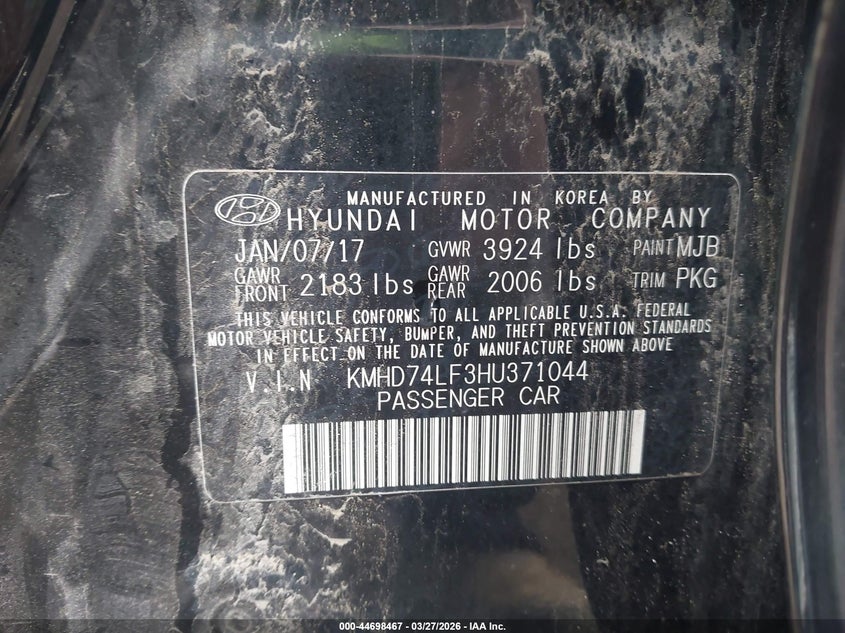 MANUFACTURED IN KOREA BY
HYUNDAI MOTOR COMPANY
JAN/07/17 GVWR 3924 lbs PAINT MJB
GAWR FRONT 2183 lbs GAWR REAR 2006 lbs TRIM PKG
THIS VEHICLE CONFORMS TO ALL APPLICABLE U.S.A. FEDERAL
MOTOR VEHICLE SAFETY, BUMPER, AND THEFT PREVENTION STANDARDS
IN EFFECT ON THE DATE OF MANUFACTURE SHOWN ABOVE
V.I.N KMHD74LF3HU371044
PASSENGER CAR
000-44698467 - 03/27/2026 - IAA Inc.